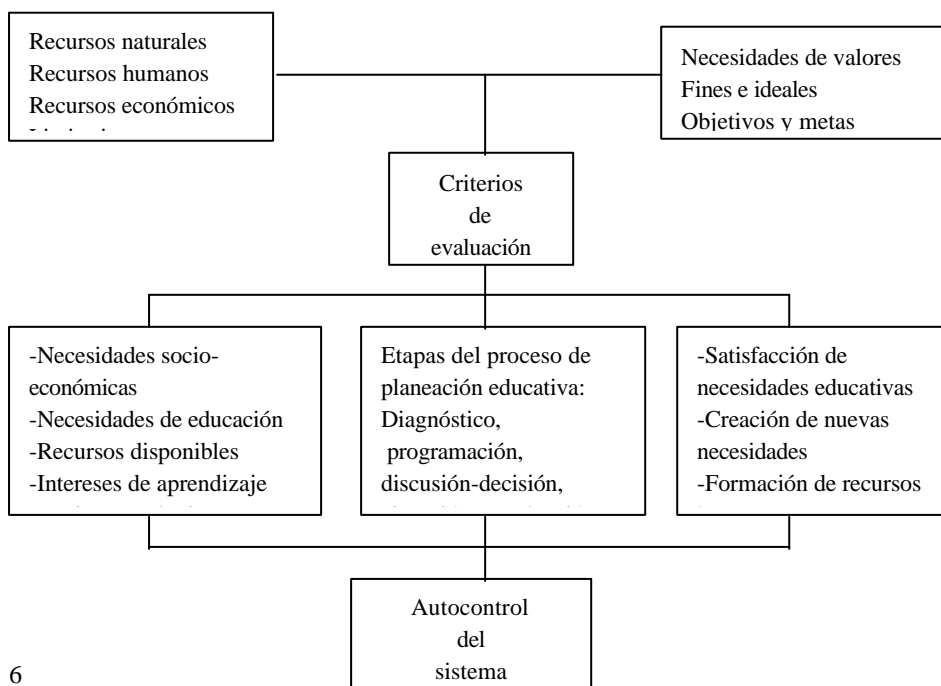 Recursos naturales
Recursos humanos
Recursos económicos
Necesidades de valores
Fines e ideales
Objetivos y metas
Criterios
de
evaluación
-Necesidades socio-
económicas
-Necesidades de educación
-Recursos disponibles
-Intereses de aprendizaje
Etapas del proceso de
planeación educativa:
Diagnóstico,
programación,
discusión-decisión,
-Satisfacción de
necesidades educativas
-Creación de nuevas
necesidades
-Formación de recursos
Autocontrol
del
sistema
6